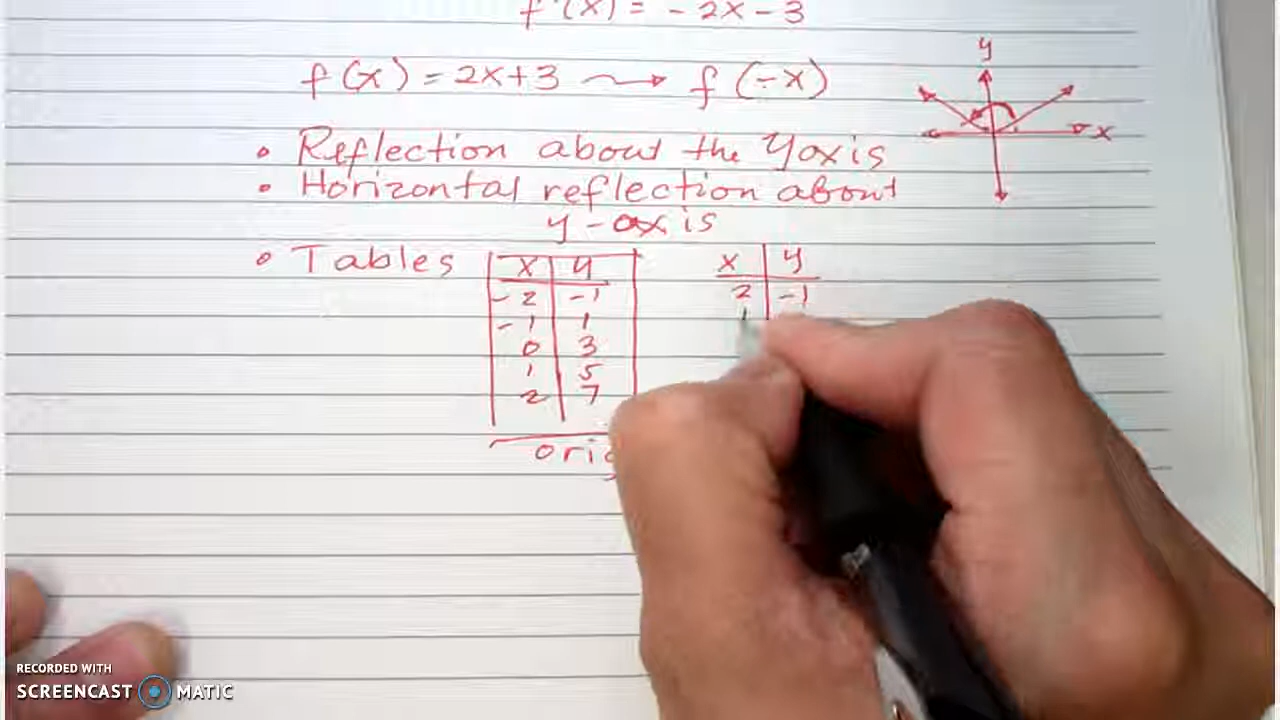 f'(x) = -2x-3
y
f(x) = 2x+3 → f(-x)
x
• Reflection about the y axis
• Horizontal reflection about
y-axis
• Tables x y x y
-2 -1 2 -1
-1 1 1
0 3
1 5
2 7
RECORDED WITH
SCREENCAST MATIC